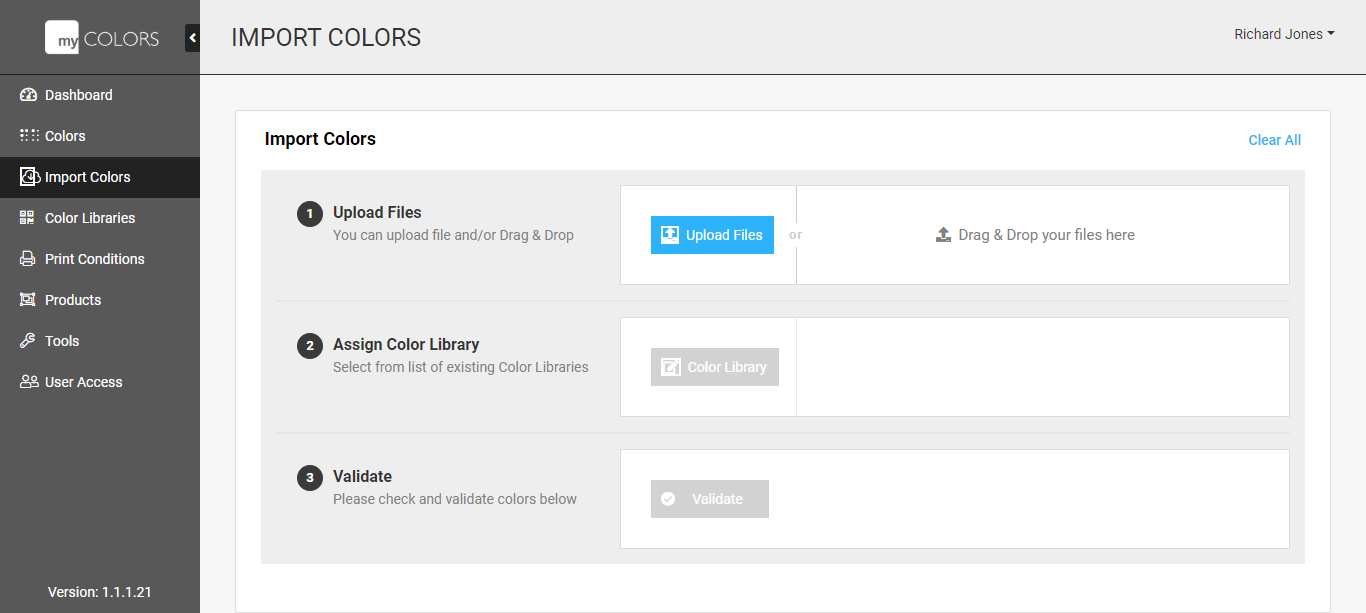 my COLORS
IMPORT COLORS
Richard Jones
Dashboard
Colors
Import Colors
Color Libraries
Print Conditions
Products
Tools
User Access
Version: 1.1.1.21
Import Colors
Clear All
1 Upload Files
You can upload file and/or Drag & Drop
Upload Files
or
Drag & Drop your files here
2 Assign Color Library
Select from list of existing Color Libraries
Color Library
3 Validate
Please check and validate colors below
Validate